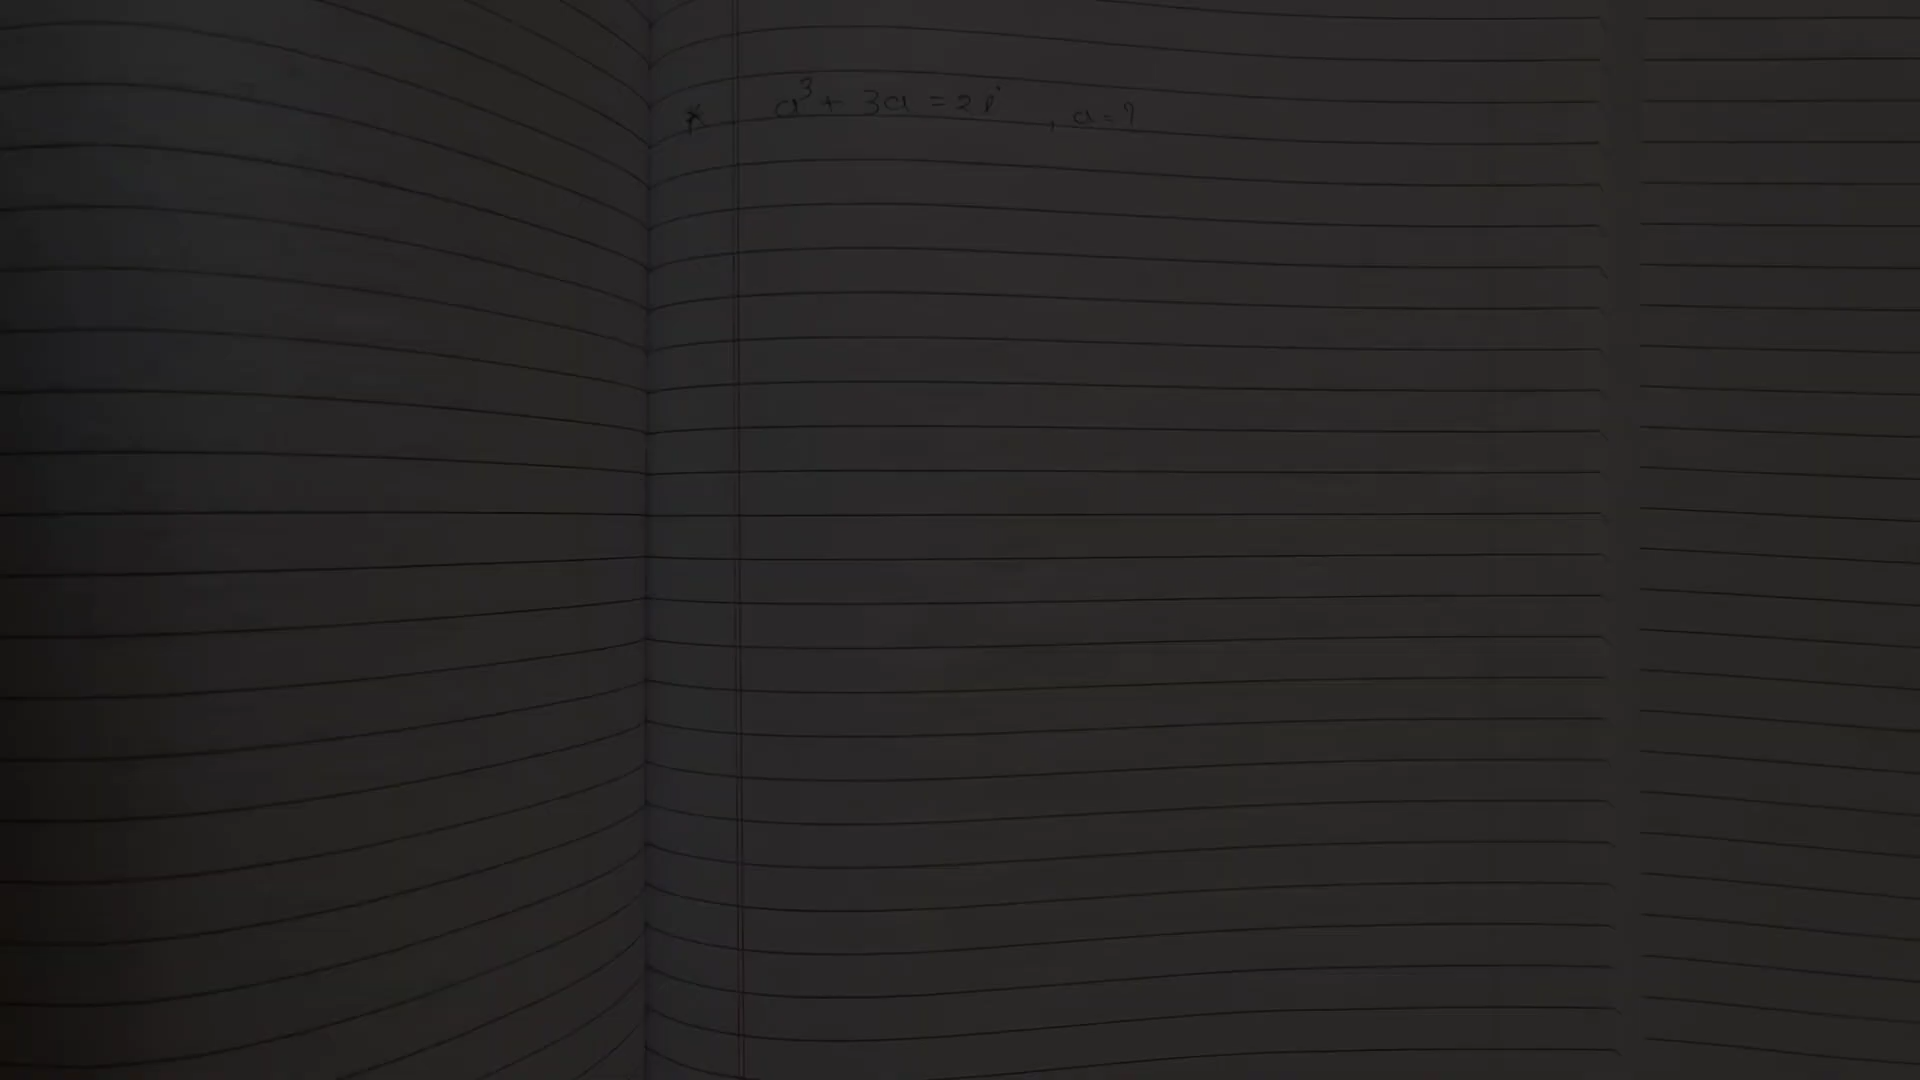 * a³ + 3a = 2i , a = ?